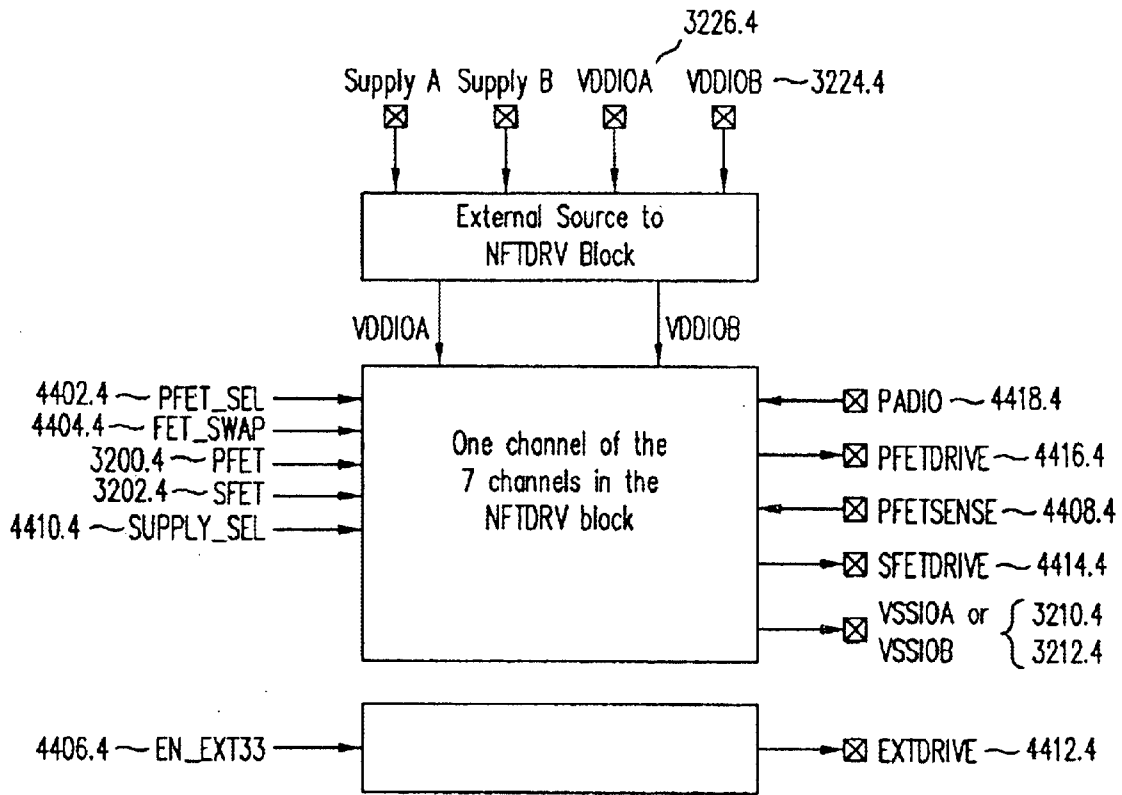 3226.4
Supply A Supply B VDDIOA VDDIOB 3224.4
External Source to
NFTDRV Block
VDDIOA VDDIOB
4402.4 PFET_SEL
4404.4 FET_SWAP
3200.4 PFET
3202.4 SFET
4410.4 SUPPLY_SEL
One channel of the
7 channels in the
NFTDRV block
PADIO 4418.4
PFETDRIVE 4416.4
PFETSENSE 4408.4
SFETDRIVE 4414.4
VSSIOA or 3210.4
VSSIOB 3212.4
4406.4 EN_EXT33
EXTDRIVE 4412.4